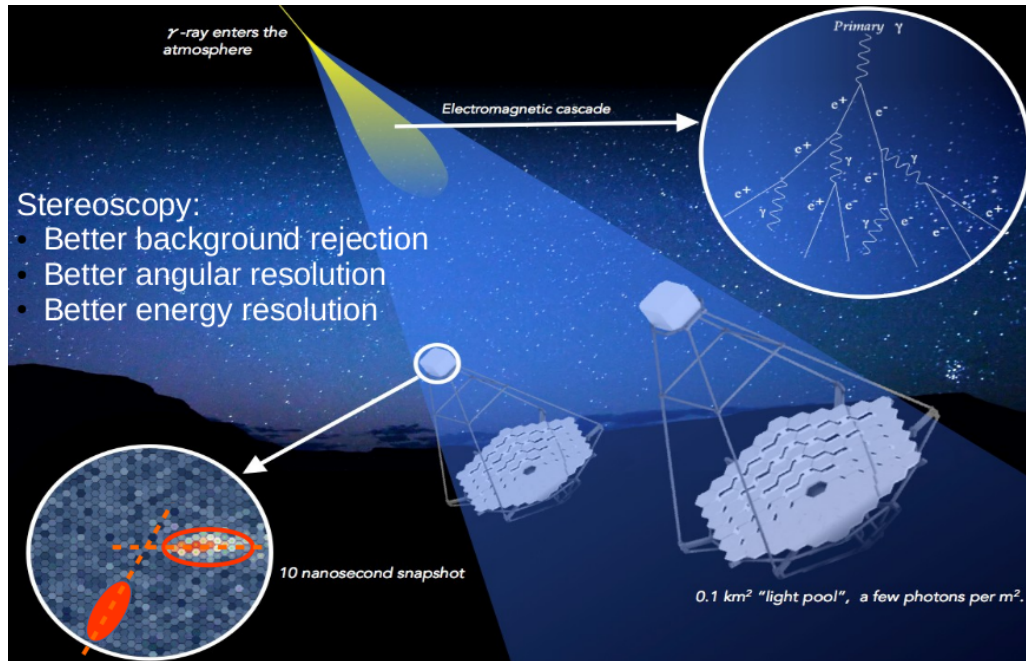 γ-ray enters the
atmosphere
Primary γ
Electromagnetic cascade
e⁺
e⁻
e⁺
γ
e⁻
e⁺
γ
e⁺
e⁻
γ
e⁻
e⁺
Stereoscopy:
• Better background rejection
• Better angular resolution
• Better energy resolution
10 nanosecond snapshot
0.1 km² "light pool", a few photons per m².